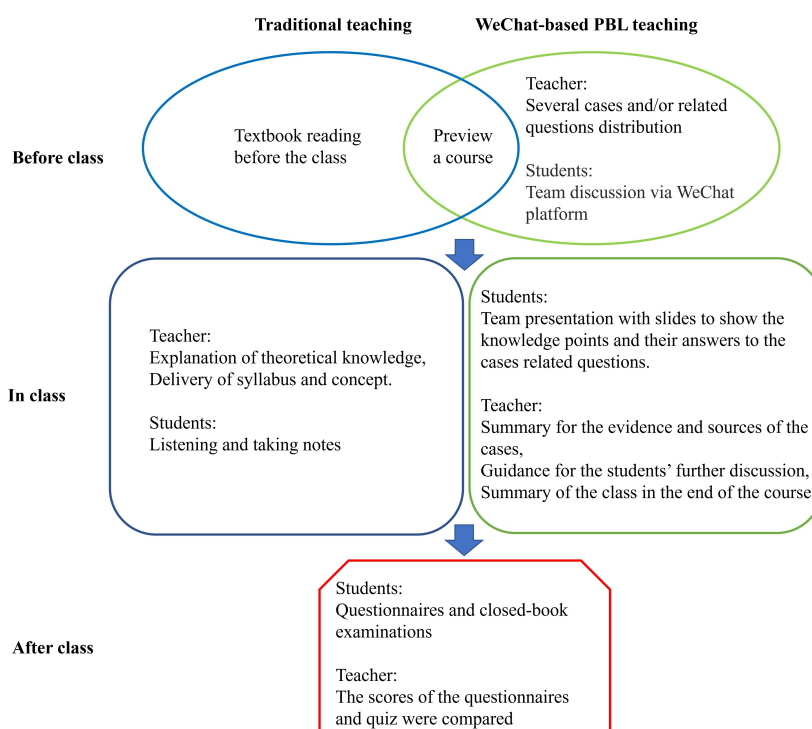 Traditional teaching
WeChat-based PBL teaching
Before class
Textbook reading
before the class
Preview
a course
Teacher:
Several cases and/or related
questions distribution
Students:
Team discussion via WeChat
platform
In class
Teacher:
Explanation of theoretical knowledge,
Delivery of syllabus and concept.
Students:
Listening and taking notes
Students:
Team presentation with slides to show the
knowledge points and their answers to the
cases related questions.
Teacher:
Summary for the evidence and sources of the
cases,
Guidance for the students’ further discussion,
Summary of the class in the end of the course
After class
Students:
Questionnaires and closed-book
examinations
Teacher:
The scores of the questionnaires
and quiz were compared